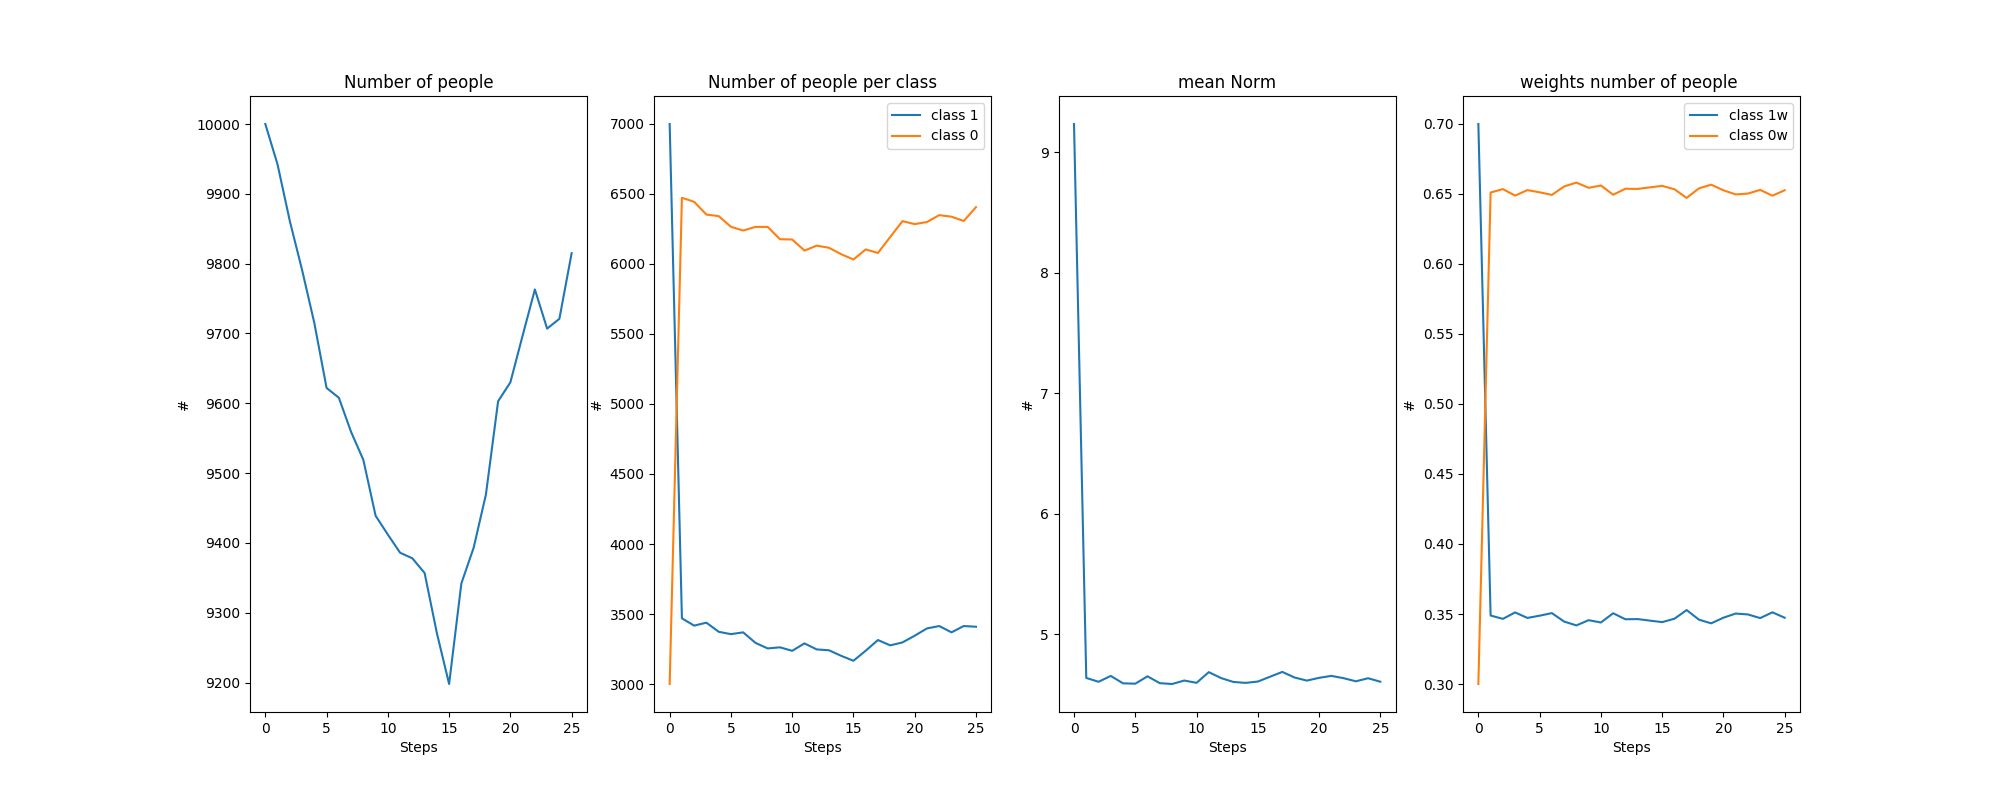 Number of people
10000
9900
9800
9700
9600
9500
9400
9300
9200
#
0 5 10 15 20 25
Steps
Number of people per class
class 1
class 0
7000
6500
6000
5500
5000
4500
4000
3500
3000
#
0 5 10 15 20 25
Steps
mean Norm
9
8
7
6
5
#
0 5 10 15 20 25
Steps
weights number of people
class 1w
class 0w
0.70
0.65
0.60
0.55
0.50
0.45
0.40
0.35
0.30
#
0 5 10 15 20 25
Steps